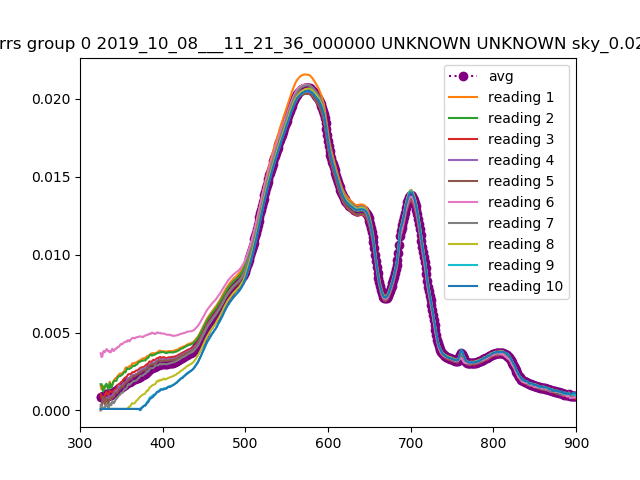 rrs group 0 2019_10_08___11_21_36_000000 UNKNOWN UNKNOWN sky_0.02
avg
reading 1
reading 2
reading 3
reading 4
reading 5
reading 6
reading 7
reading 8
reading 9
reading 10
0.020
0.015
0.010
0.005
0.000
300 400 500 600 700 800 900